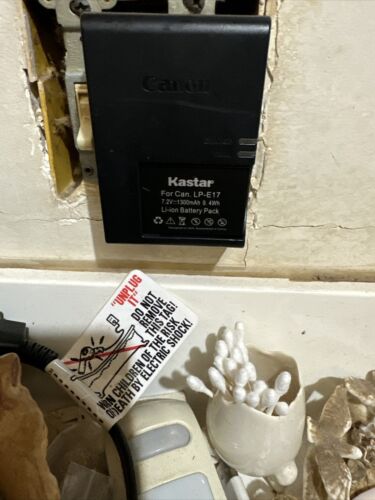 Canon
Kastar
For Can. LP-E17
7.2V⎓1300mAh 9.4Wh
Li-ion Battery Pack
"UNPLUG
IT"
DO NOT
REMOVE
THIS TAG!
WARN CHILDREN OF THE RISK
OF DEATH BY ELECTRIC SHOCK!